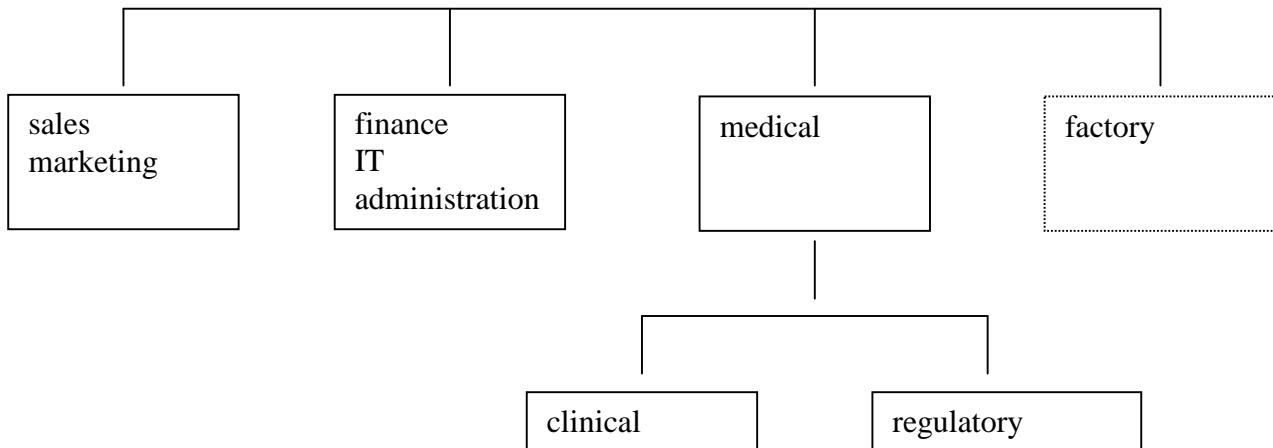 sales
marketing
finance
IT
administration
medical
factory
clinical
regulatory